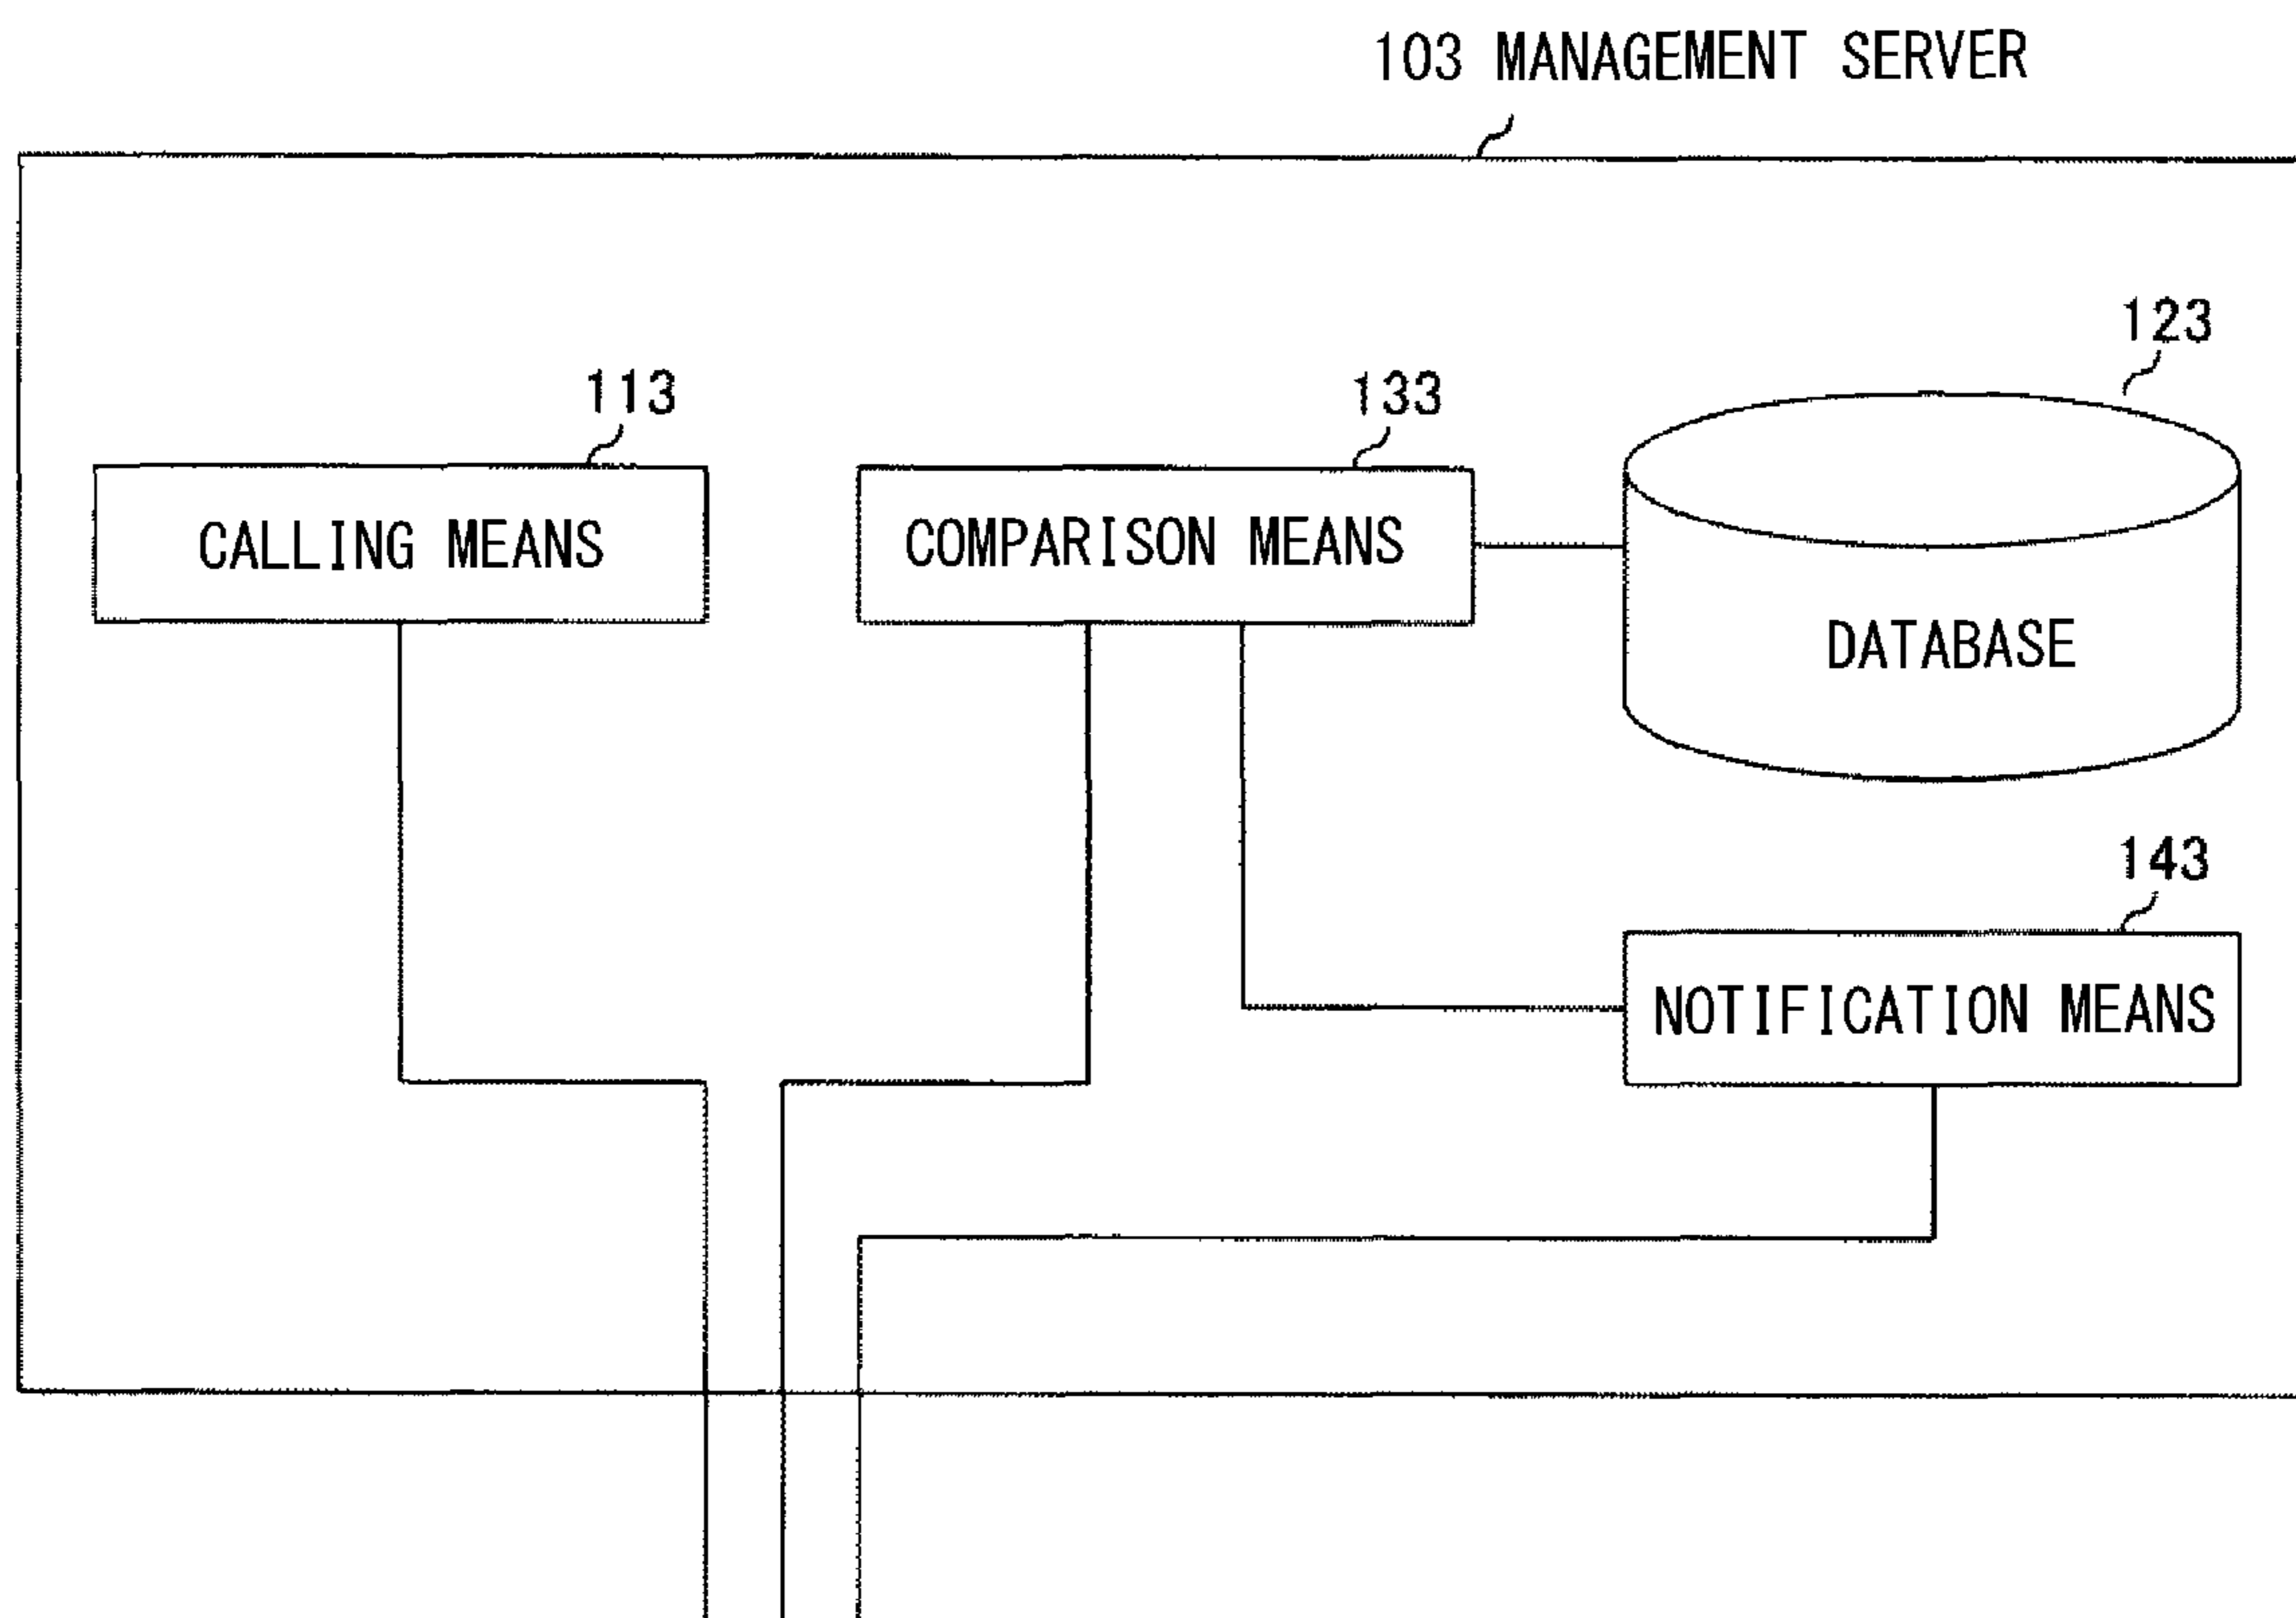 103 MANAGEMENT SERVER
123
113
133
CALLING MEANS
COMPARISON MEANS
DATABASE
143
NOTIFICATION MEANS